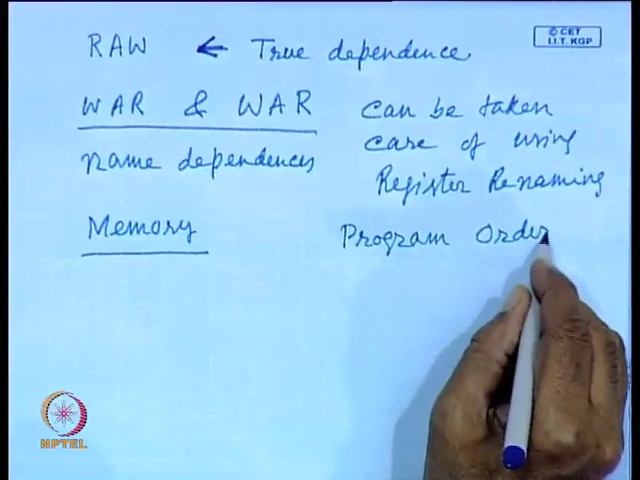 © CET
I.I.T. KGP
RAW ← True dependence
WAR & WAR can be taken
care of using
name dependences
Register Renaming
Memory Program Order
NPTEL